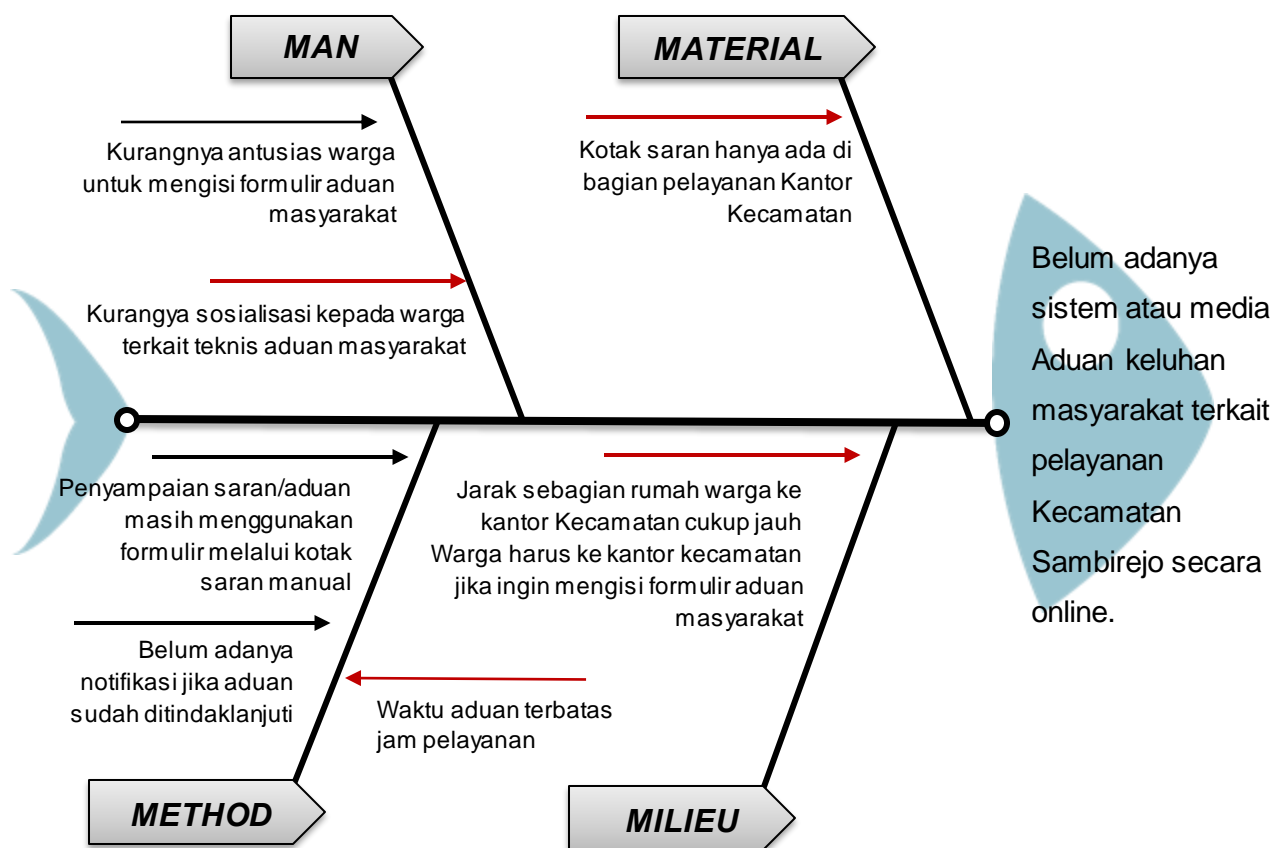 MAN
Kurangnya antusias warga
untuk mengisi formulir aduan
masyarakat
Kurangya sosialisasi kepada warga
terkait teknis aduan masyarakat
MATERIAL
Kotak saran hanya ada di
bagian pelayanan Kantor
Kecamatan
Penyampaian saran/aduan
masih menggunakan
formulir melalui kotak
saran manual
Belum adanya
notifikasi jika aduan
sudah ditindaklanjuti
Waktu aduan terbatas
jam pelayanan
METHOD
Jarak sebagian rumah warga ke
kantor Kecamatan cukup jauh
Warga harus ke kantor kecamatan
jika ingin mengisi formulir aduan
masyarakat
MILIEU
Belum adanya
sistem atau media
Aduan keluhan
masyarakat terkait
pelayanan
Kecamatan
Sambirejo secara
online.